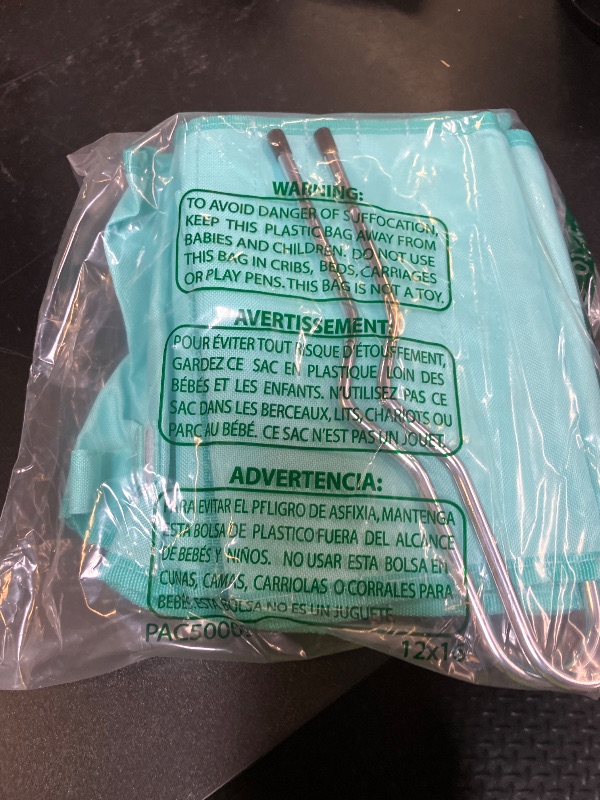 WARNING:
TO AVOID DANGER OF SUFFOCATION,
KEEP THIS PLASTIC BAG AWAY FROM
BABIES AND CHILDREN. DO NOT USE
THIS BAG IN CRIBS, BEDS, CARRIAGES
OR PLAY PENS. THIS BAG IS NOT A TOY.
AVERTISSEMENT:
POUR ÉVITER TOUT RISQUE D'ÉTOUFFEMENT,
GARDEZ CE SAC EN PLASTIQUE LOIN DES
BÉBÉS ET LES ENFANTS. N'UTILISEZ PAS CE
SAC DANS LES BERCEAUX, LITS, CHARIOTS OU
PARC AU BÉBÉ. CE SAC N'EST PAS UN JOUET.
ADVERTENCIA:
PARA EVITAR EL PFLIGRO DE ASFIXIA, MANTENGA
ESTA BOLSA DE PLASTICO FUERA DEL ALCANCE
DE BEBÉS Y NIÑOS. NO USAR ESTA BOLSA EN
CUNAS, CAMAS, CARRIOLAS O CORRALES PARA
BEBÉ. ESTA BOLSA NO ES UN JUGUETE.